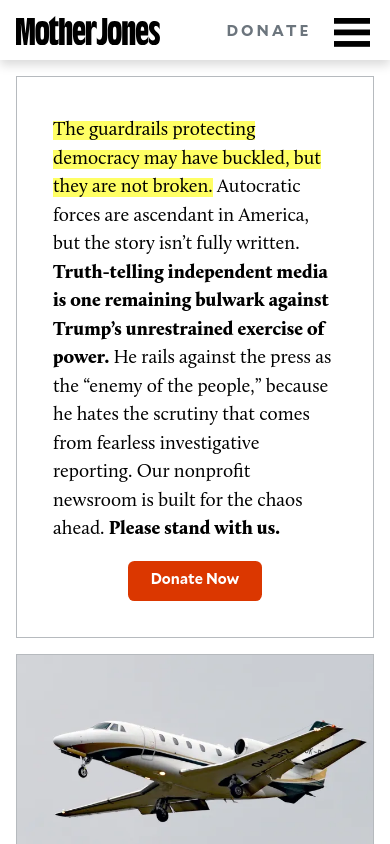 Mother Jones
DONATE
The guardrails protecting
democracy may have buckled, but
they are not broken. Autocratic
forces are ascendant in America,
but the story isn’t fully written.
Truth-telling independent media
is one remaining bulwark against
Trump’s unrestrained exercise of
power. He rails against the press as
the “enemy of the people,” because
he hates the scrutiny that comes
from fearless investigative
reporting. Our nonprofit
newsroom is built for the chaos
ahead. Please stand with us.
Donate Now